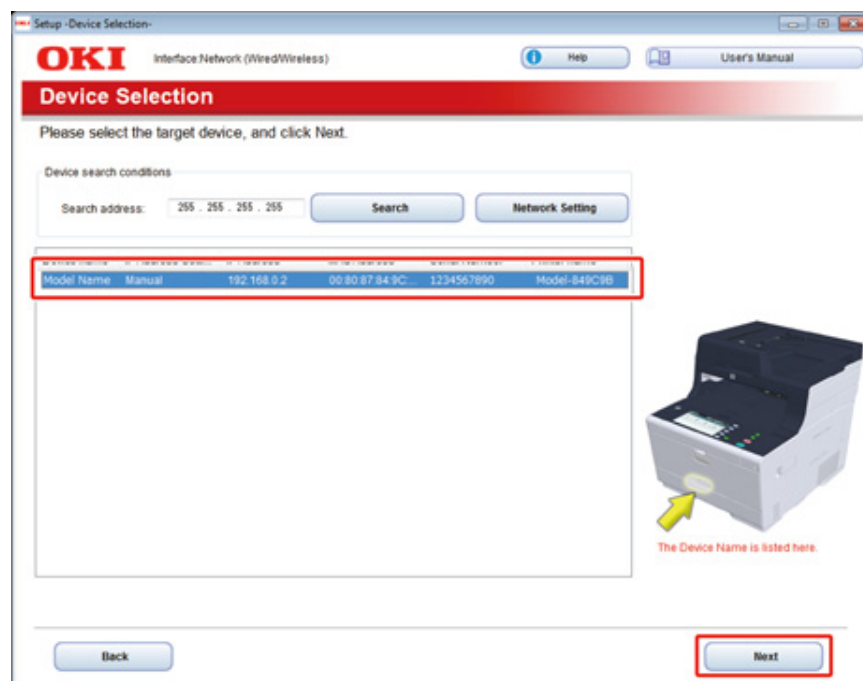 Setup -Device Selection-
OKI Interface:Network (Wired/Wireless) Help User's Manual
Device Selection
Please select the target device, and click Next.
Device search conditions
Search address: 255 . 255 . 255 . 255 Search Network Setting
Model Name Manual 192.168.0.2 00:80:87:84:9C:... 1234567890 Model-849C9B
The Device Name is listed here.
Back Next